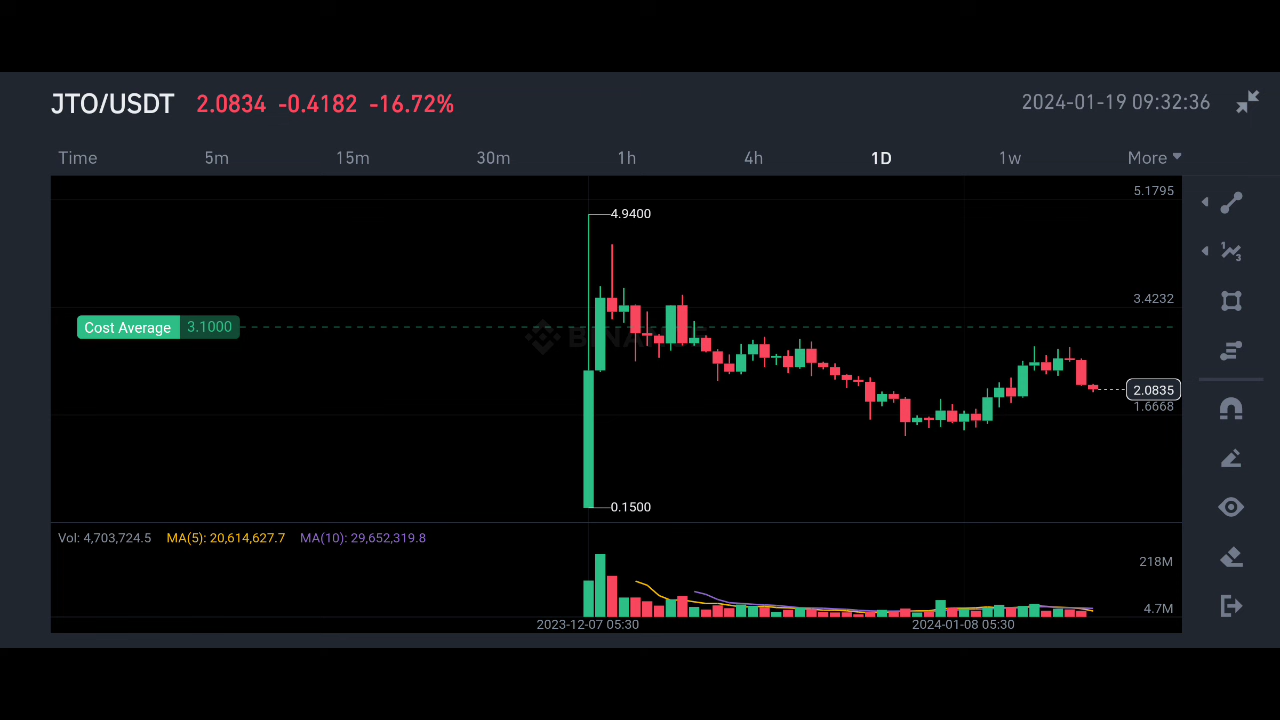 JTO/USDT 2.0834 -0.4182 -16.72% 2024-01-19 09:32:36
Time 5m 15m 30m 1h 4h 1D 1w More
5.1795
4.9400
3.4232
Cost Average 3.1000
2.0835
1.6668
0.1500
Vol: 4,703,724.5 MA(5): 20,614,627.7 MA(10): 29,652,319.8
218M
4.7M
2023-12-07 05:30 2024-01-08 05:30